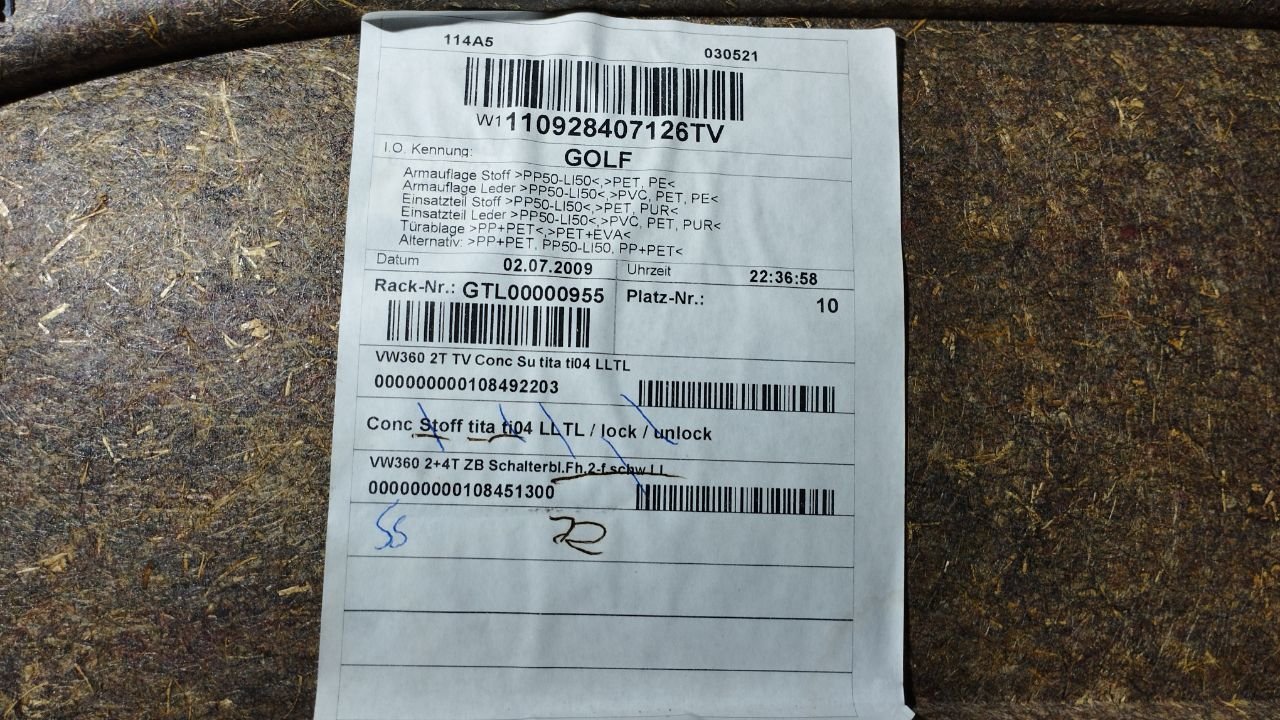 114A5 030521
W1110928407126TV
I.O. Kennung: GOLF
Armauflage Stoff >PP50-LI50<,>PET, PE<
Armauflage Leder >PP50-LI50<,>PVC, PET, PE<
Einsatzteil Stoff >PP50-LI50<,>PET, PUR<
Einsatzteil Leder >PP50-LI50<,>PVC, PET, PUR<
Türablage >PP+PET<,>PET+EVA<
Alternativ: >PP+PET, PP50-LI50, PP+PET<
Datum 02.07.2009 Uhrzeit 22:36:58
Rack-Nr.: GTL00000955 Platz-Nr.: 10
VW360 2T TV Conc Su tita ti04 LLTL
000000000108492203
Conc Stoff tita ti04 LLTL / lock / unlock
VW360 2+4T ZB Schalterbl.Fh.2-f.schw LL
000000000108451300